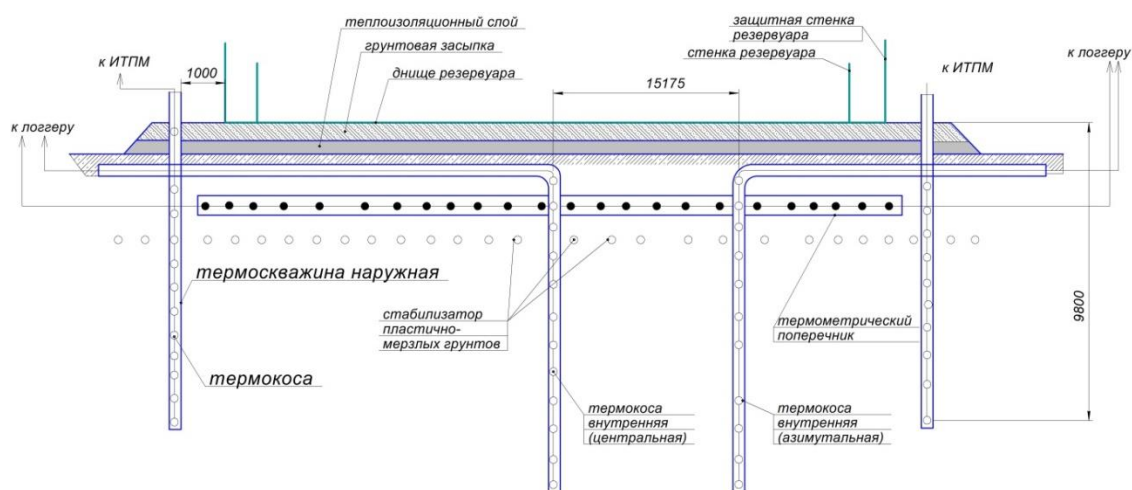 теплоизоляционный слой
грунтовая засыпка
днище резервуара
защитная стенка
резервуара
стенка резервуара
к ИТПМ
1000
15175
к ИТПМ
к логгеру
к логгеру
термоскважина наружная
стабилизатор
пластично-
мерзлых грунтов
термометрический
поперечник
9800
термокоса
термокоса
внутренняя
(центральная)
термокоса
внутренняя
(азимутальная)